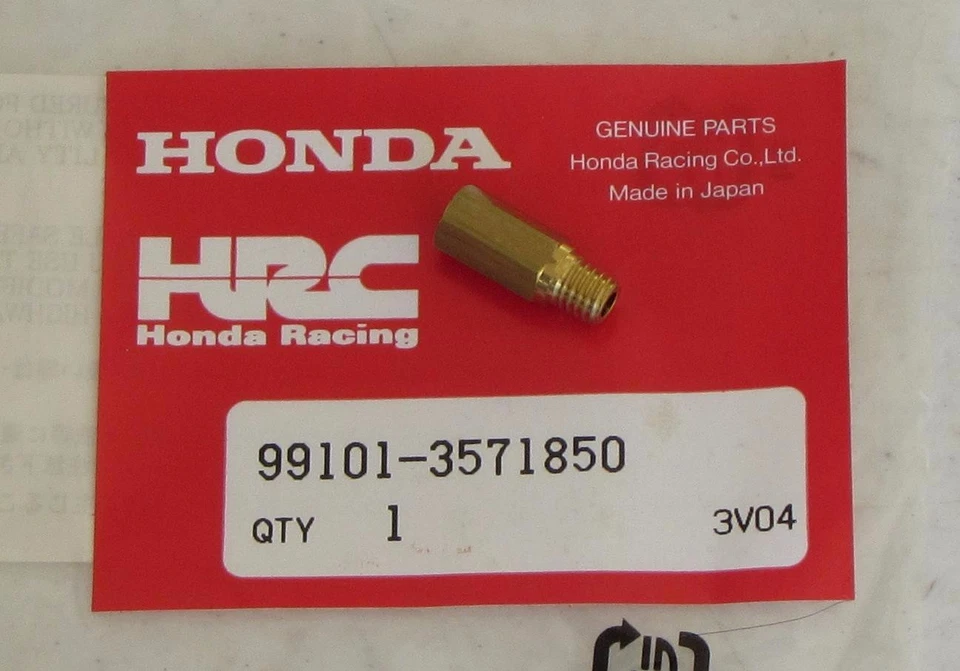 HONDA
GENUINE PARTS
Honda Racing Co.,Ltd.
Made in Japan
HRC
Honda Racing
99101-3571850
QTY 1
3V04